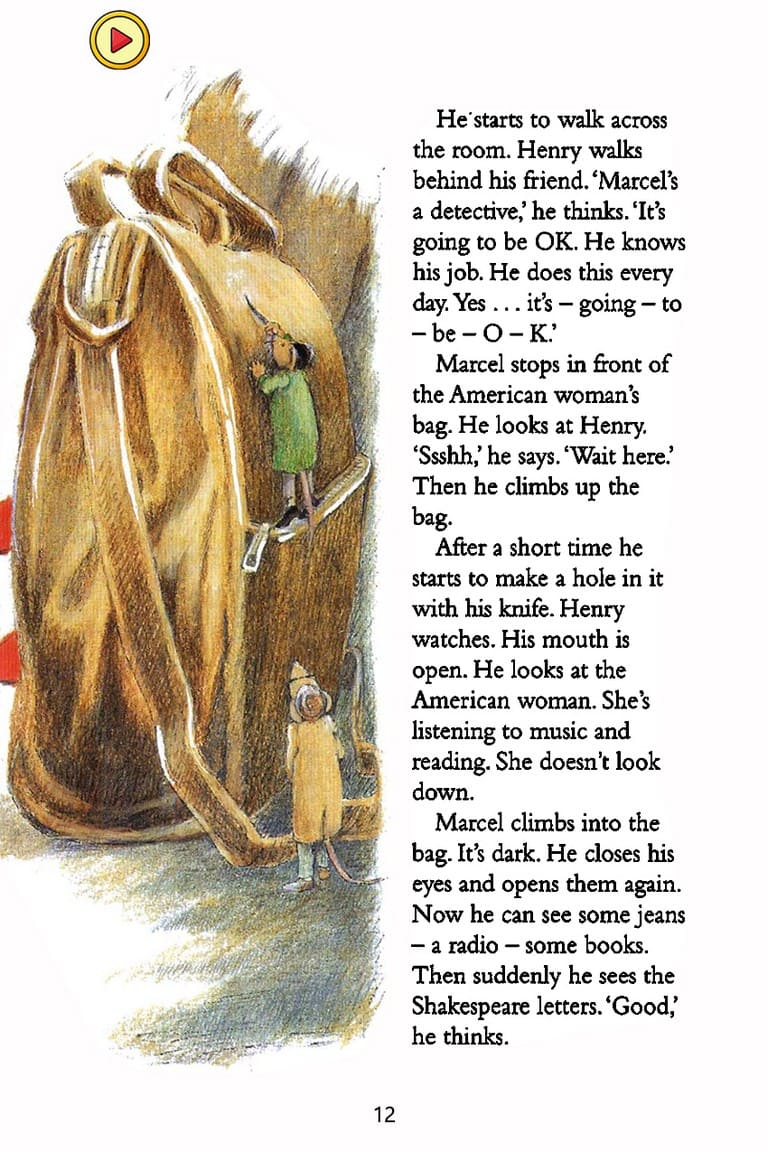 He starts to walk across
the room. Henry walks
behind his friend. ‘Marcel’s
a detective,’ he thinks. ‘It’s
going to be OK. He knows
his job. He does this every
day. Yes . . . it’s – going – to
– be – O – K.’
Marcel stops in front of
the American woman’s
bag. He looks at Henry.
‘Ssshh,’ he says. ‘Wait here.’
Then he climbs up the
bag.
After a short time he
starts to make a hole in it
with his knife. Henry
watches. His mouth is
open. He looks at the
American woman. She’s
listening to music and
reading. She doesn’t look
down.
Marcel climbs into the
bag. It’s dark. He closes his
eyes and opens them again.
Now he can see some jeans
– a radio – some books.
Then suddenly he sees the
Shakespeare letters. ‘Good,’
he thinks.
12